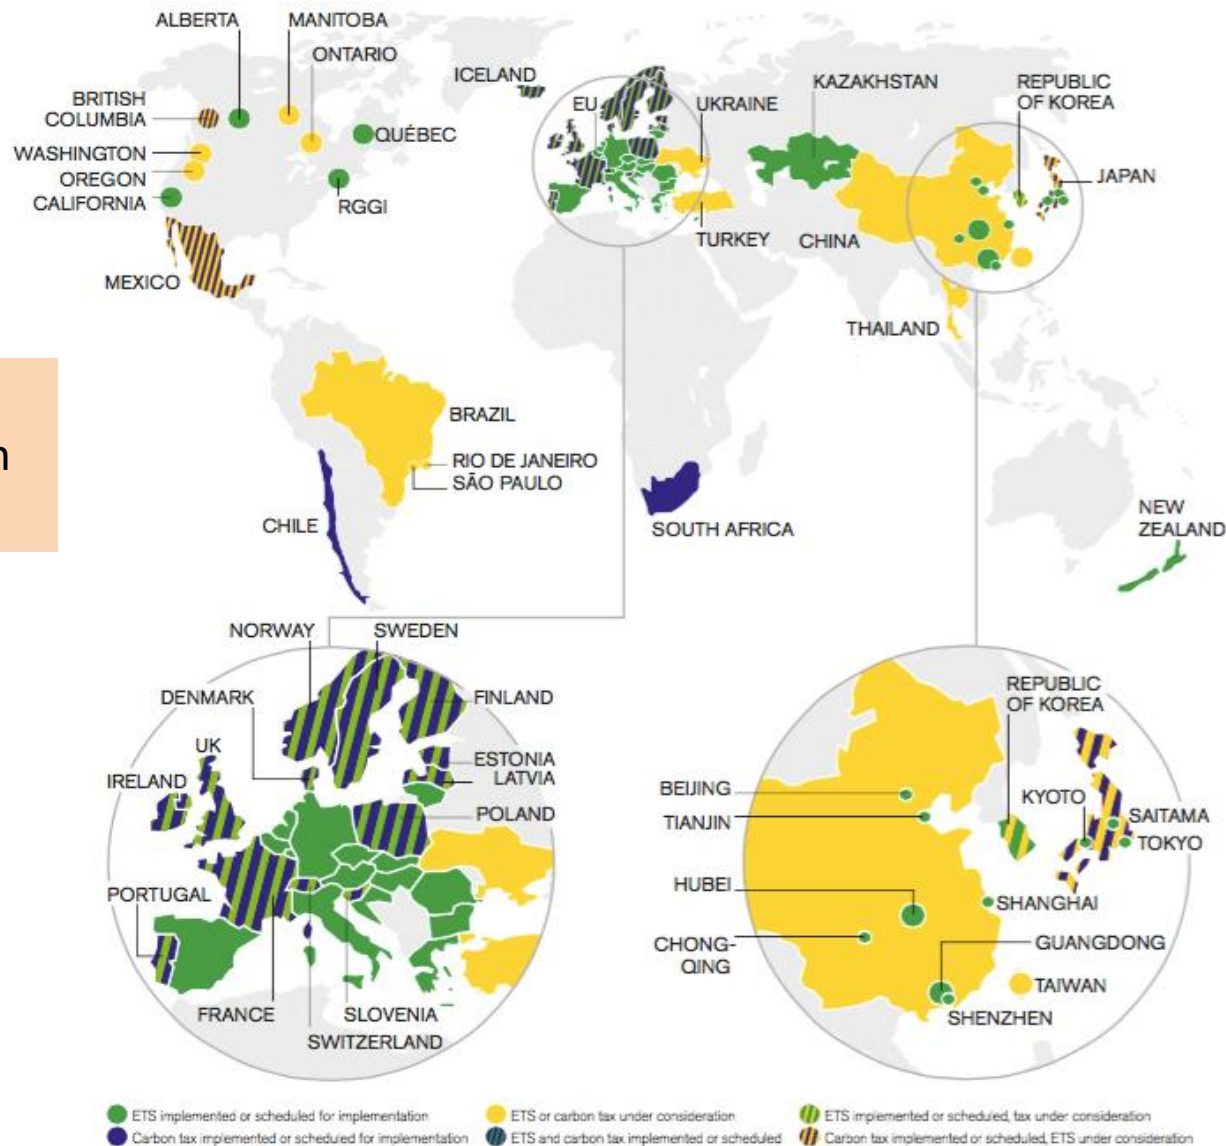 ALBERTA
MANITOBA
ONTARIO
BRITISH
COLUMBIA
QUÉBEC
WASHINGTON
OREGON
CALIFORNIA
RGGI
MEXICO
ICELAND
EU
UKRAINE
KAZAKHSTAN
REPUBLIC
OF KOREA
JAPAN
TURKEY
CHINA
THAILAND
BRAZIL
RIO DE JANEIRO
SÃO PAULO
CHILE
SOUTH AFRICA
NEW
ZEALAND
n
NORWAY
SWEDEN
DENMARK
FINLAND
UK
IRELAND
ESTONIA
LATVIA
POLAND
PORTUGAL
FRANCE
SLOVENIA
SWITZERLAND
REPUBLIC
OF KOREA
BEIJING
TIANJIN
KYOTO
SAITAMA
TOKYO
HUBEI
SHANGHAI
CHONG-
QING
GUANGDONG
TAIWAN
SHENZHEN
ETS implemented or scheduled for implementation
ETS or carbon tax under consideration
ETS implemented or scheduled, tax under consideration
Carbon tax implemented or scheduled for implementation
ETS and carbon tax implemented or scheduled
Carbon tax implemented or scheduled, ETS under consideration